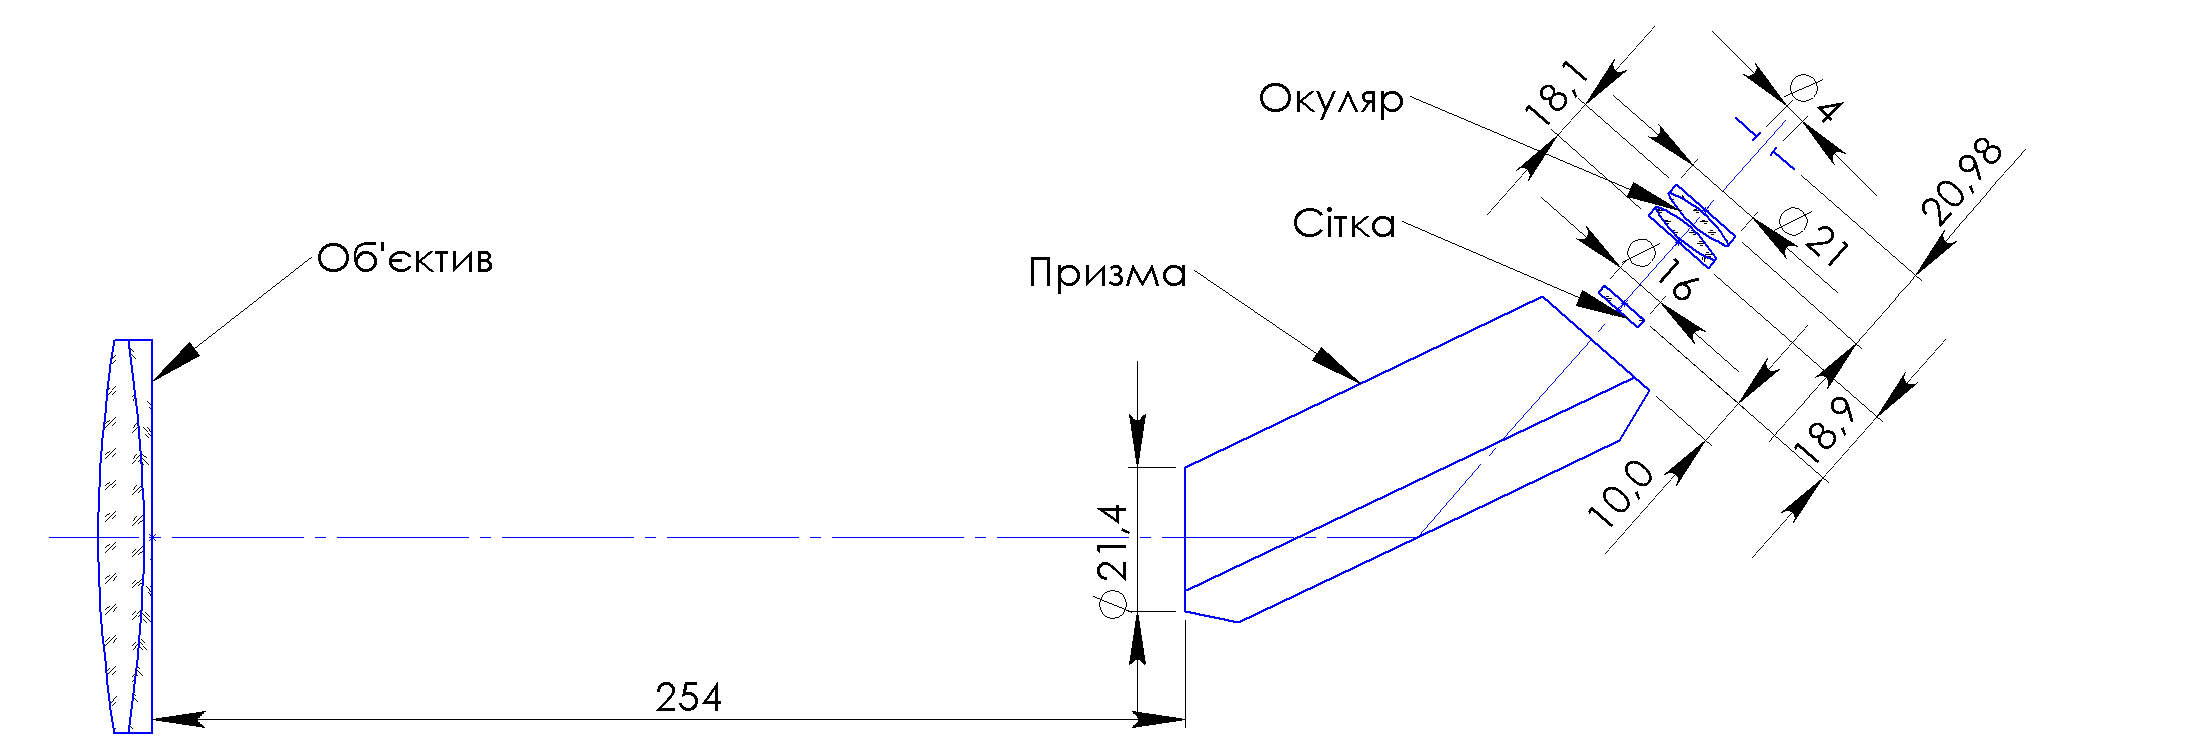 Об'єктив
Призма
Сітка
Окуляр
254
⌀21,4
18,1
⌀4
⌀21
⌀16
20,98
18,9
10,0